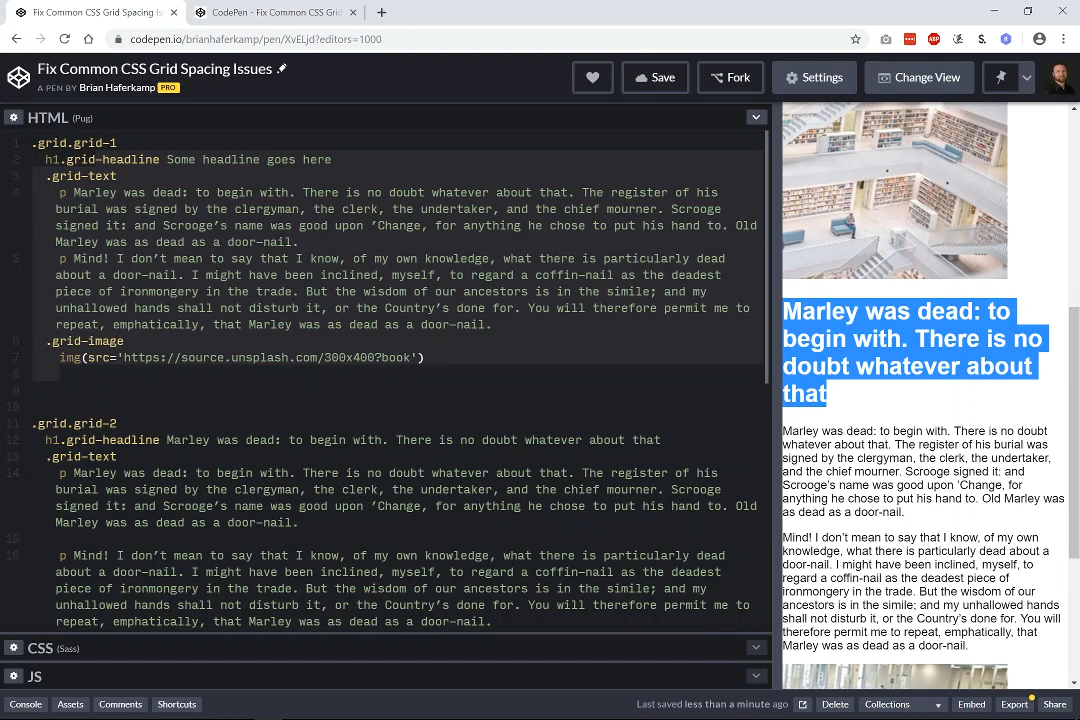 Fix Common CSS Grid Spacing Is
CodePen - Fix Common CSS Grid
codepen.io/brianhaferkamp/pen/XvELjd?editors=1000
Fix Common CSS Grid Spacing Issues
A PEN BY Brian Haferkamp PRO
Save
Fork
Settings
Change View
HTML (Pug)
1 .grid.grid-1
2 h1.grid-headline Some headline goes here
3 .grid-text
4 p Marley was dead: to begin with. There is no doubt whatever about that. The register of his
burial was signed by the clergyman, the clerk, the undertaker, and the chief mourner. Scrooge
signed it: and Scrooge's name was good upon ’Change, for anything he chose to put his hand to. Old
Marley was as dead as a door-nail.
5 p Mind! I don’t mean to say that I know, of my own knowledge, what there is particularly dead
about a door-nail. I might have been inclined, myself, to regard a coffin-nail as the deadest
piece of ironmongery in the trade. But the wisdom of our ancestors is in the simile; and my
unhallowed hands shall not disturb it, or the Country’s done for. You will therefore permit me to
repeat, emphatically, that Marley was as dead as a door-nail.
6 .grid-image
7 img(src='https://source.unsplash.com/300x400?book')
8
9
10
11 .grid.grid-2
12 h1.grid-headline Marley was dead: to begin with. There is no doubt whatever about that
13 .grid-text
14 p Marley was dead: to begin with. There is no doubt whatever about that. The register of his
burial was signed by the clergyman, the clerk, the undertaker, and the chief mourner. Scrooge
signed it: and Scrooge’s name was good upon ’Change, for anything he chose to put his hand to. Old
Marley was as dead as a door-nail.
15
16 p Mind! I don’t mean to say that I know, of my own knowledge, what there is particularly dead
about a door-nail. I might have been inclined, myself, to regard a coffin-nail as the deadest
piece of ironmongery in the trade. But the wisdom of our ancestors is in the simile; and my
unhallowed hands shall not disturb it, or the Country’s done for. You will therefore permit me to
repeat, emphatically, that Marley was as dead as a door-nail.
CSS (Sass)
JS
Marley was dead: to
begin with. There is no
doubt whatever about
that
Marley was dead: to begin with. There is no doubt
whatever about that. The register of his burial was
signed by the clergyman, the clerk, the undertaker,
and the chief mourner. Scrooge signed it: and
Scrooge’s name was good upon ’Change, for
anything he chose to put his hand to. Old Marley was
as dead as a door-nail.
Mind! I don’t mean to say that I know, of my own
knowledge, what there is particularly dead about a
door-nail. I might have been inclined, myself, to
regard a coffin-nail as the deadest piece of
ironmongery in the trade. But the wisdom of our
ancestors is in the simile; and my unhallowed hands
shall not disturb it, or the Country’s done for. You will
therefore permit me to repeat, emphatically, that
Marley was as dead as a door-nail.
Console
Assets
Comments
Shortcuts
Last saved less than a minute ago
Delete
Collections
Embed
Export
Share